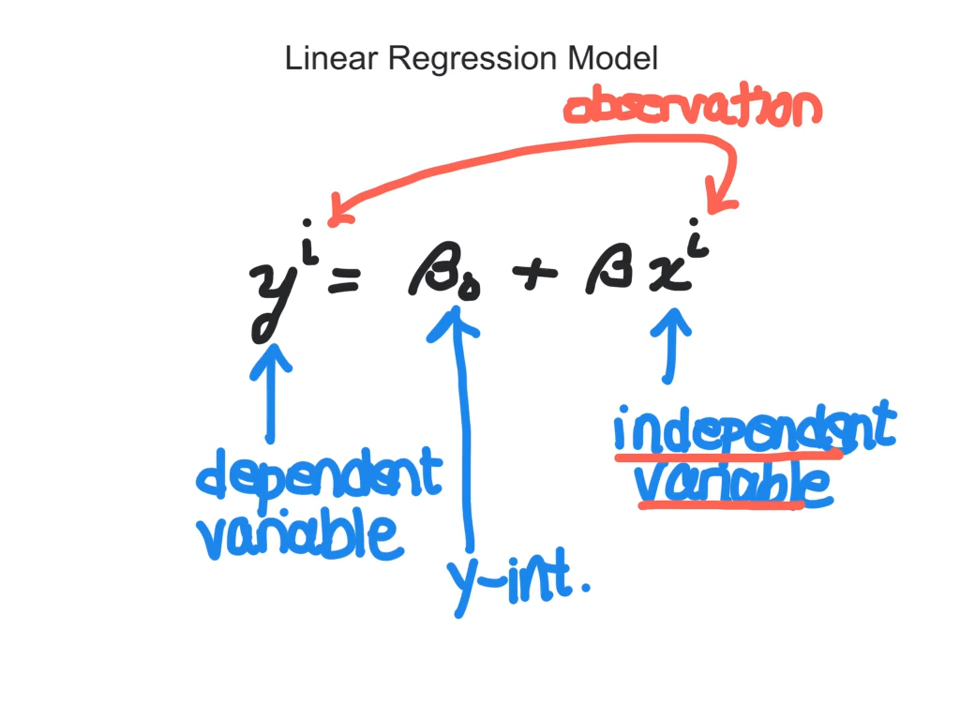 Linear Regression Model
observation
yⁱ = β₀ + βxⁱ
independent
variable
dependent
variable
y-int.